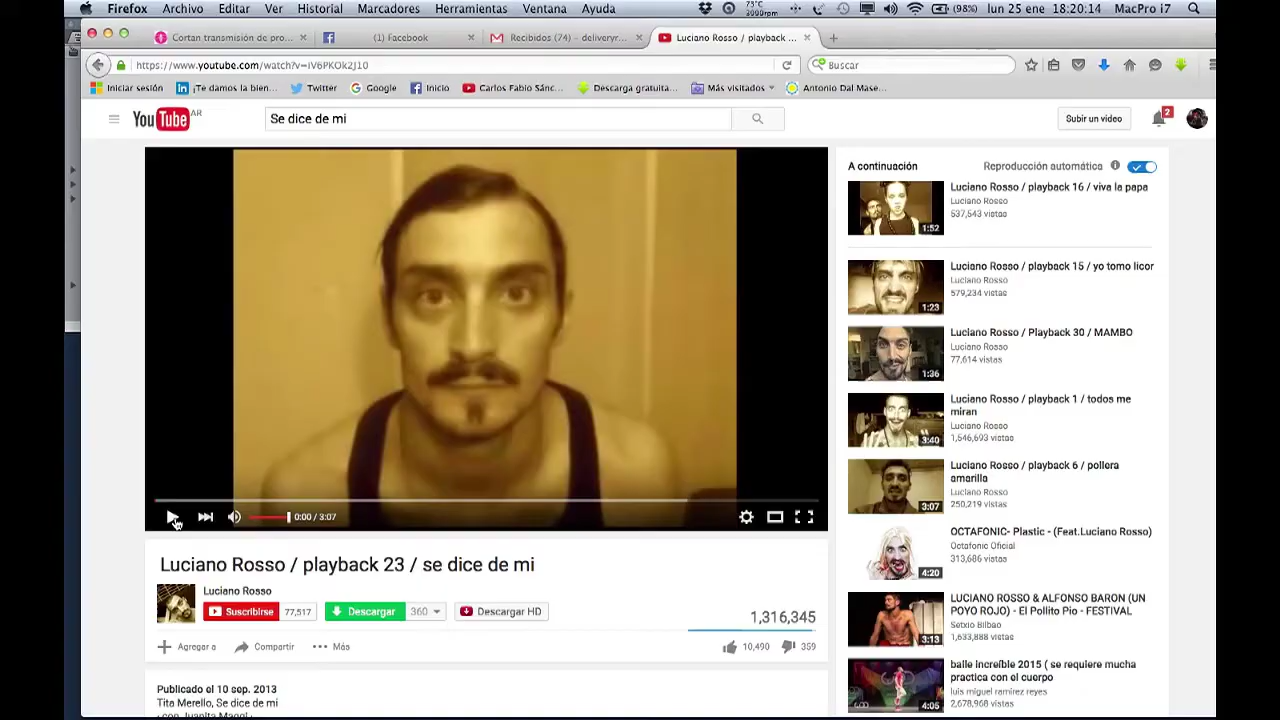 Firefox Archivo Editar Ver Historial Marcadores Herramientas Ventana Ayuda 73°C 3000rpm (98%) lun 25 ene 18:20:14 MacPro i7
Cortan transmisión de pro... (1) Facebook Recibidos (74) – deliveryr... Luciano Rosso / playback ...
https://www.youtube.com/watch?v=iV6PKOk2J10 Buscar
Iniciar sesión ¡Te damos la bien... Twitter Google Inicio Carlos Fabio Sánc... Descarga gratuita... Más visitados Antonio Dal Mase...
YouTube AR Se dice de mi Subir un video 2
A continuación Reproducción automática
Luciano Rosso / playback 16 / viva la papa
Luciano Rosso
537,543 vistas
1:52
Luciano Rosso / playback 15 / yo tomo licor
Luciano Rosso
579,234 vistas
1:23
Luciano Rosso / Playback 30 / MAMBO
Luciano Rosso
77,614 vistas
1:36
Luciano Rosso / playback 1 / todos me
miran
Luciano Rosso
1,546,693 vistas
3:40
Luciano Rosso / playback 6 / pollera
amarilla
Luciano Rosso
250,219 vistas
3:07
OCTAFONIC- Plastic - (Feat.Luciano Rosso)
Octafonic Oficial
313,686 vistas
4:20
LUCIANO ROSSO & ALFONSO BARON (UN
POYO ROJO) - El Pollito Pio - FESTIVAL
Setxio Bilbao
1,633,888 vistas
3:13
baile increíble 2015 ( se requiere mucha
practica con el cuerpo
luis miguel ramirez reyes
2,678,968 vistas
4:05
0:00 / 3:07
Luciano Rosso / playback 23 / se dice de mi
Luciano Rosso
Suscribirse 77,517 Descargar 360 Descargar HD
1,316,345
Agregar a Compartir Más 10,490 359
Publicado el 10 sep. 2013
Tita Merello, Se dice de mi
- con Juanita Maggi -